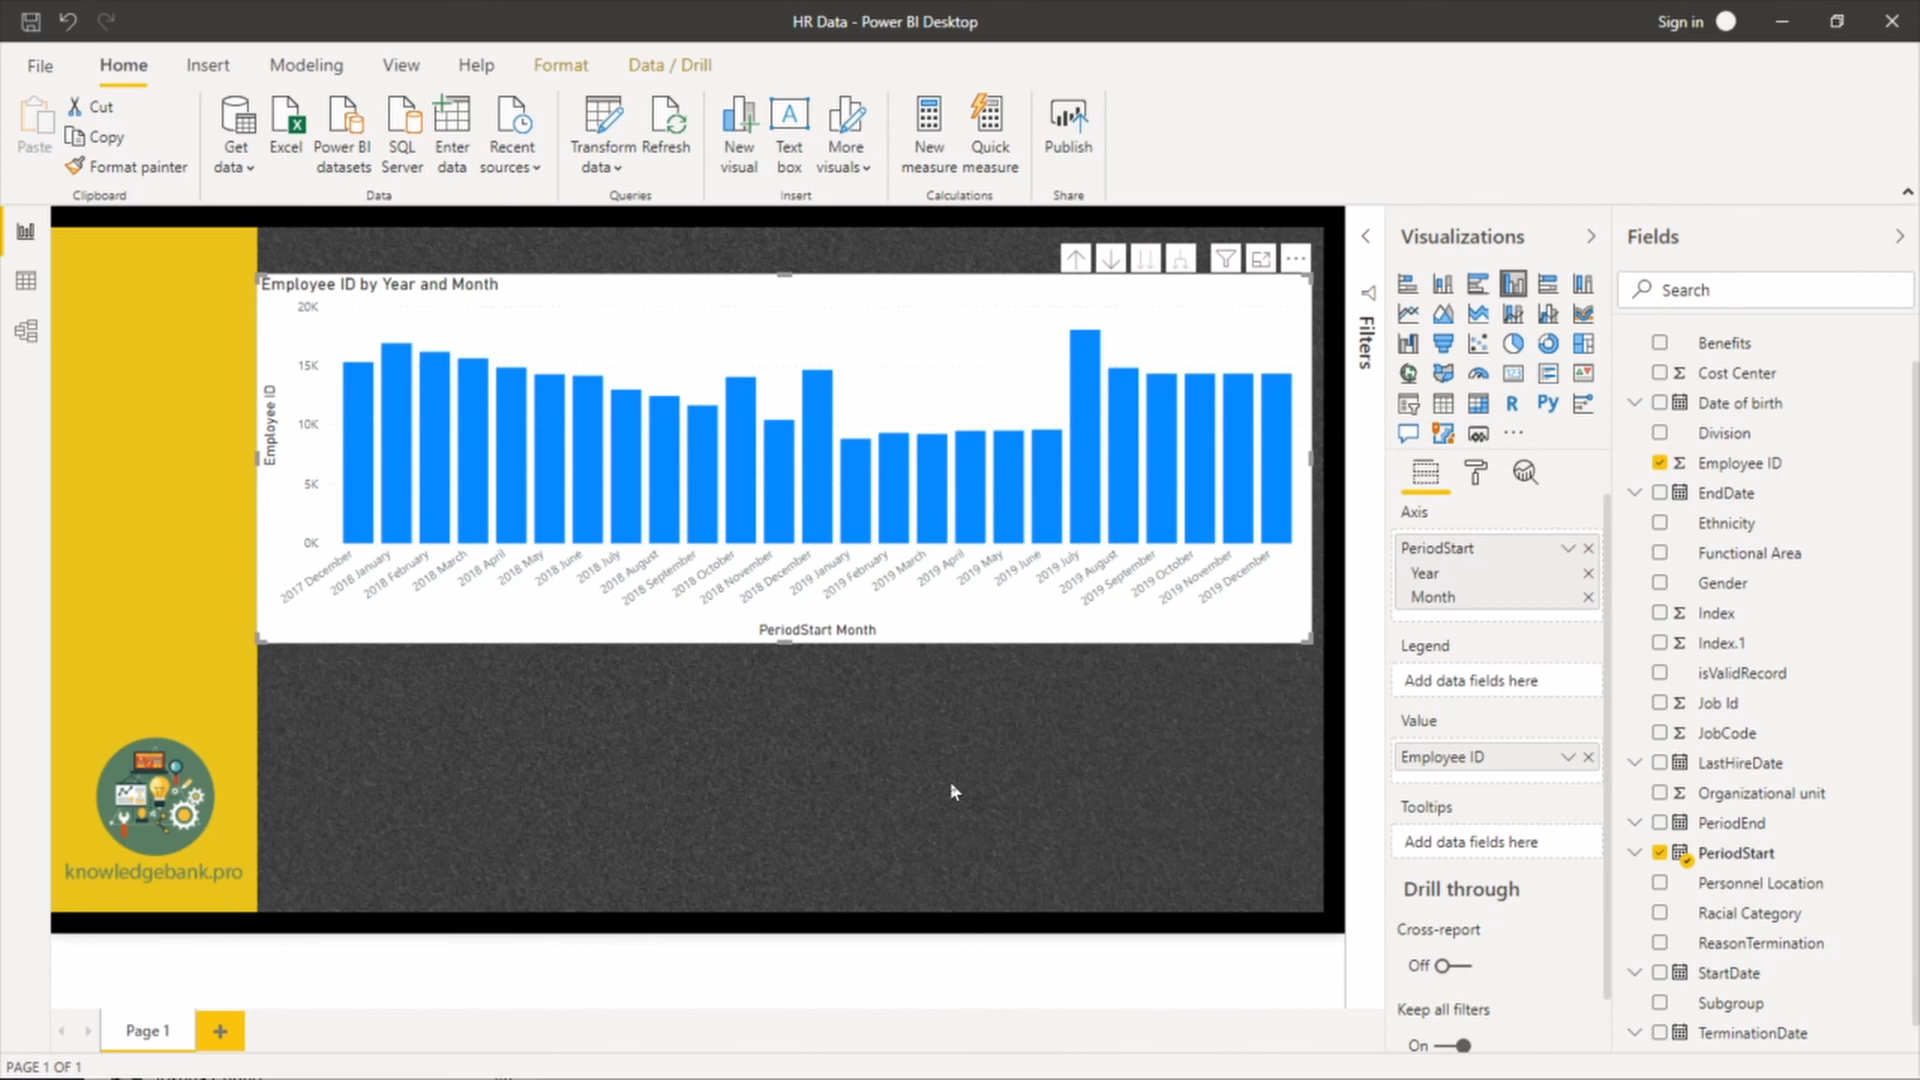 HR Data - Power BI Desktop
Sign in
File Home Insert Modeling View Help Format Data / Drill
Paste
Cut
Copy
Format painter
Clipboard
Get data
Excel
Power BI datasets
SQL Server
Enter data
Recent sources
Data
Transform data
Refresh
Queries
New visual
Text box
More visuals
Insert
New measure
Quick measure
Calculations
Publish
Share
Employee ID by Year and Month
20K
15K
10K
5K
0K
Employee ID
2017 December
2018 January
2018 February
2018 March
2018 April
2018 May
2018 June
2018 July
2018 August
2018 September
2018 October
2018 November
2018 December
2019 January
2019 February
2019 March
2019 April
2019 May
2019 June
2019 July
2019 August
2019 September
2019 October
2019 November
2019 December
PeriodStart Month
knowledgebank.pro
Filters
Visualizations
R Py
123
Axis
PeriodStart
Year
Month
Legend
Add data fields here
Value
Employee ID
Tooltips
Add data fields here
Drill through
Cross-report
Off
Keep all filters
On
Fields
Search
Benefits
Cost Center
Date of birth
Division
Employee ID
EndDate
Ethnicity
Functional Area
Gender
Index
Index.1
isValidRecord
Job Id
JobCode
LastHireDate
Organizational unit
PeriodEnd
PeriodStart
Personnel Location
Racial Category
ReasonTermination
StartDate
Subgroup
TerminationDate
Page 1
PAGE 1 OF 1